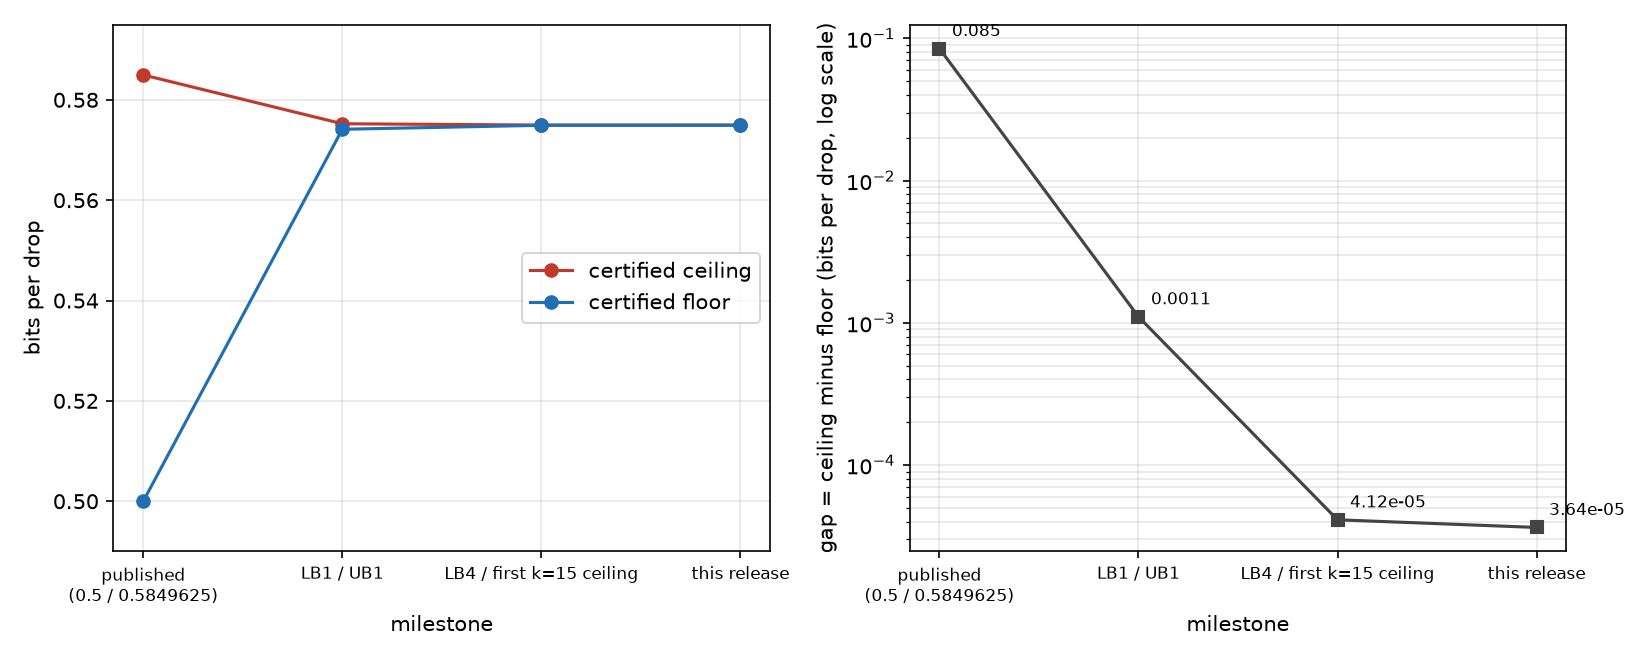 0.58
0.56
0.54
0.52
0.50
bits per drop
certified ceiling
certified floor
published
(0.5 / 0.5849625)
LB1 / UB1
LB4 / first k=15 ceiling
this release
milestone
10⁻¹
10⁻²
10⁻³
10⁻⁴
gap = ceiling minus floor (bits per drop, log scale)
0.085
0.0011
4.12e-05
3.64e-05
published
(0.5 / 0.5849625)
LB1 / UB1
LB4 / first k=15 ceiling
this release
milestone